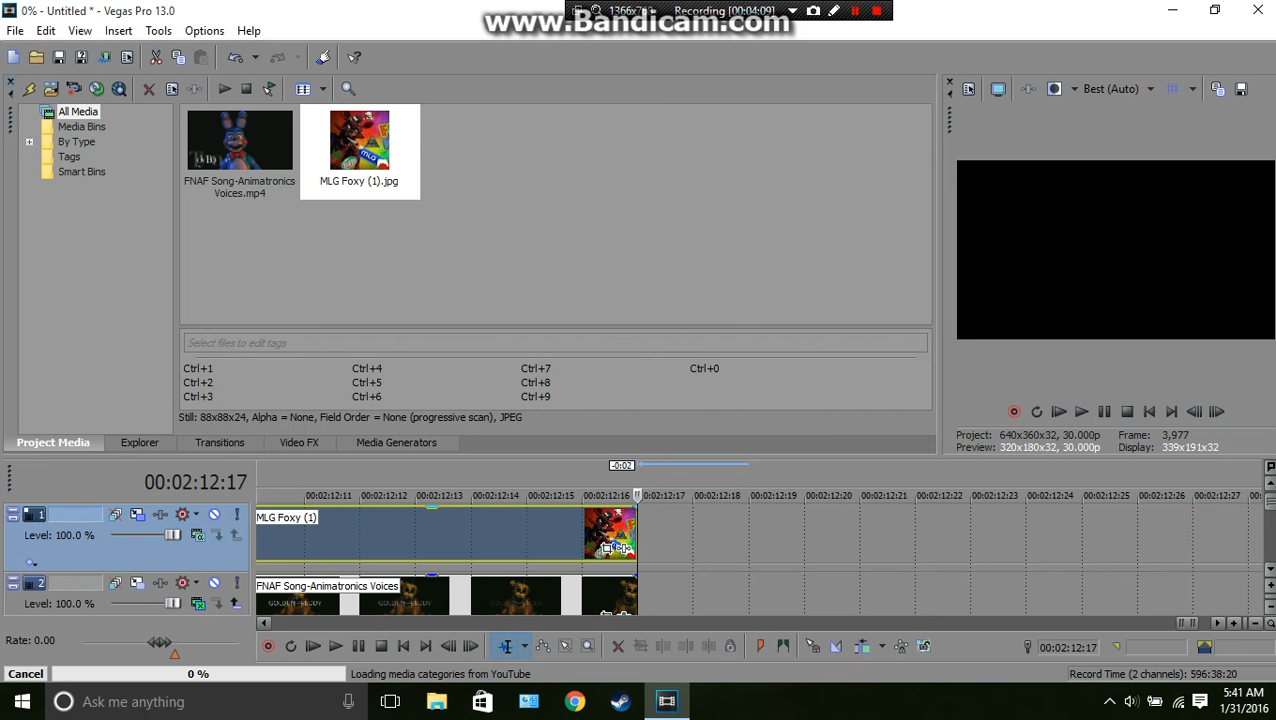 0% - Untitled * - Vegas Pro 13.0
www.Bandicam.com
Recording [00:04:09]
File Edit View Insert Tools Options Help
All Media
Media Bins
By Type
Tags
Smart Bins
FNAF Song-Animatronics Voices.mp4
MLG Foxy (1).jpg
Best (Auto)
Select files to edit tags
Ctrl+1 Ctrl+4 Ctrl+7 Ctrl+0
Ctrl+2 Ctrl+5 Ctrl+8
Ctrl+3 Ctrl+6 Ctrl+9
Still: 88x88x24, Alpha = None, Field Order = None (progressive scan), JPEG
Project Media Explorer Transitions Video FX Media Generators
Project: 640x360x32, 30.000p Frame: 3,977
Preview: 320x180x32, 30.000p Display: 339x191x32
00:02:12:17
-0:02
00:02:12:11 00:02:12:12 00:02:12:13 00:02:12:14 00:02:12:15 00:02:12:16 00:02:12:17 00:02:12:18 00:02:12:19 00:02:12:20 00:02:12:21 00:02:12:22 00:02:12:23 00:02:12:24 00:02:12:25 00:02:12:26 00:02:12:27
1
MLG Foxy (1)
Level: 100.0 %
2
FNAF Song-Animatronics Voices
Level: 100.0 %
Rate: 0.00
00:02:12:17
Cancel 0 % Loading media categories from YouTube
Record Time (2 channels): 596:38:20
Ask me anything
5:41 AM
1/31/2016